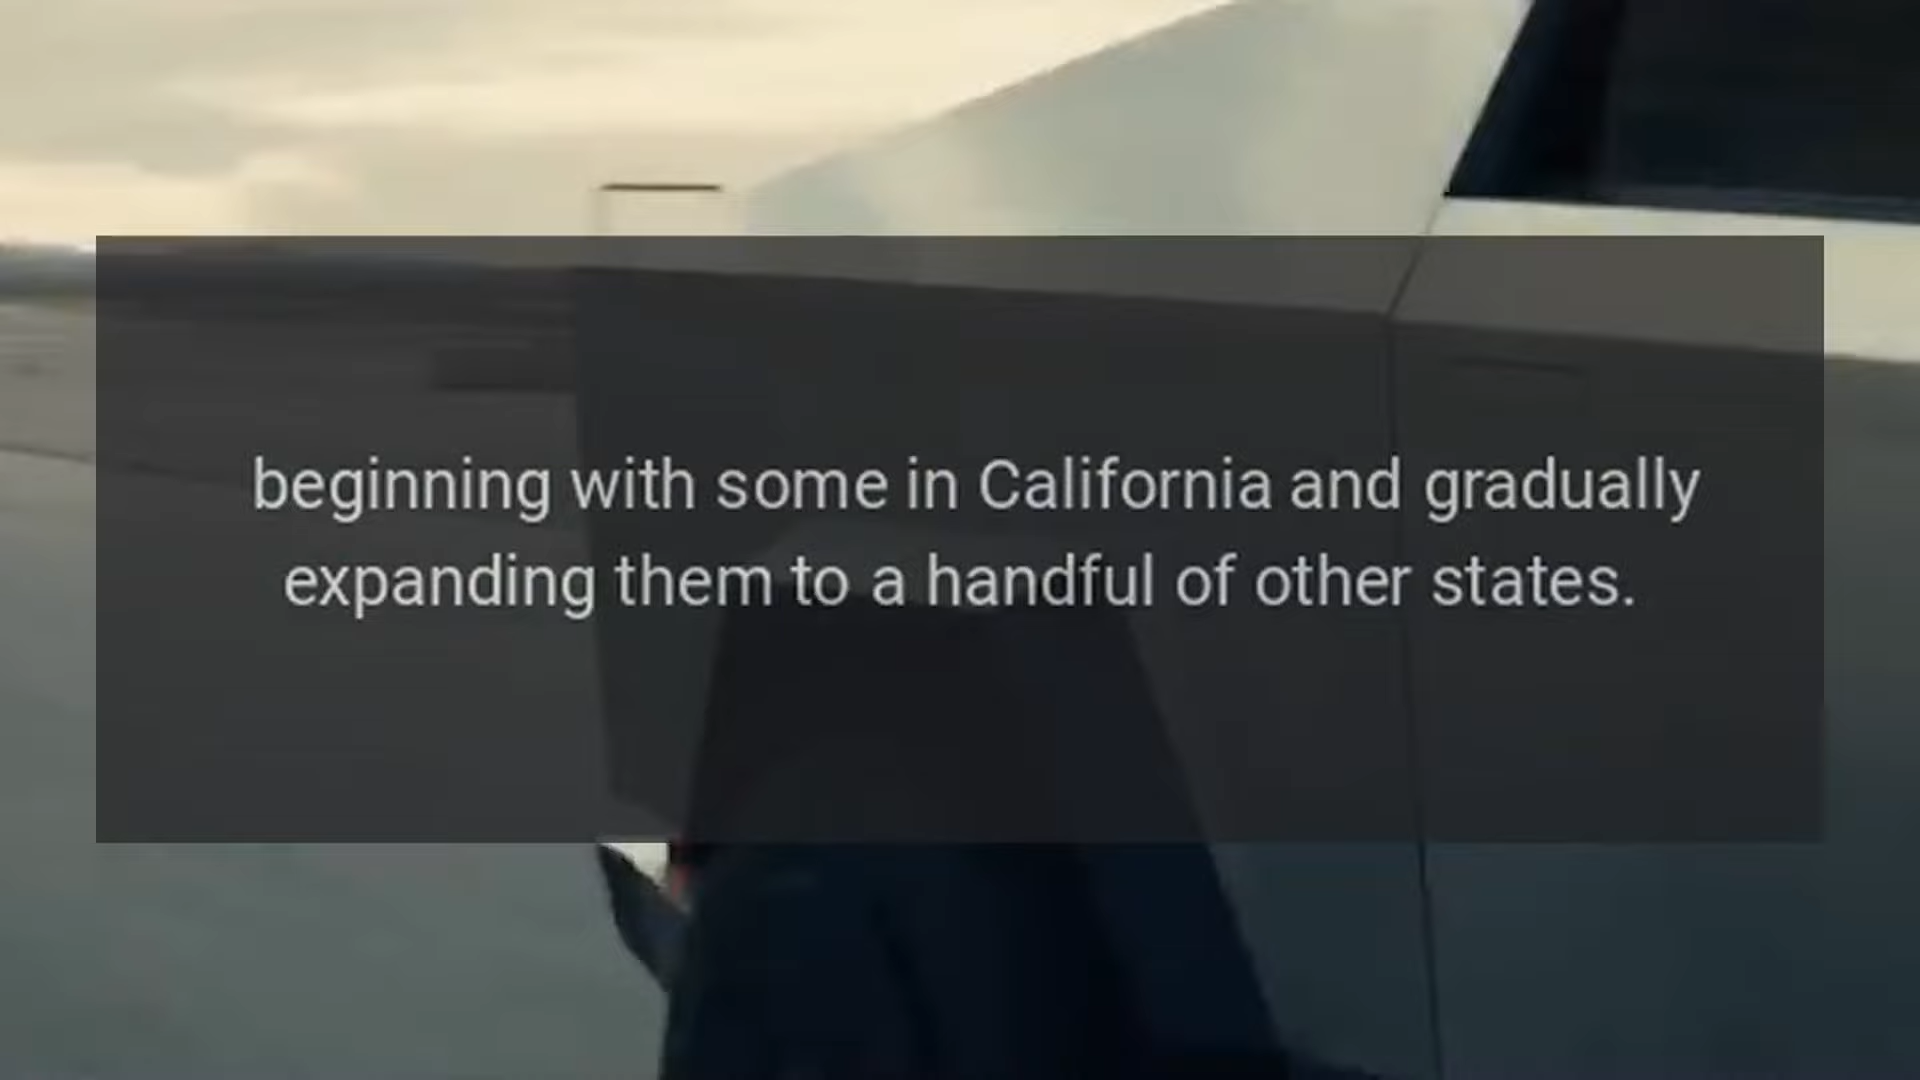 beginning with some in California and gradually
expanding them to a handful of other states.